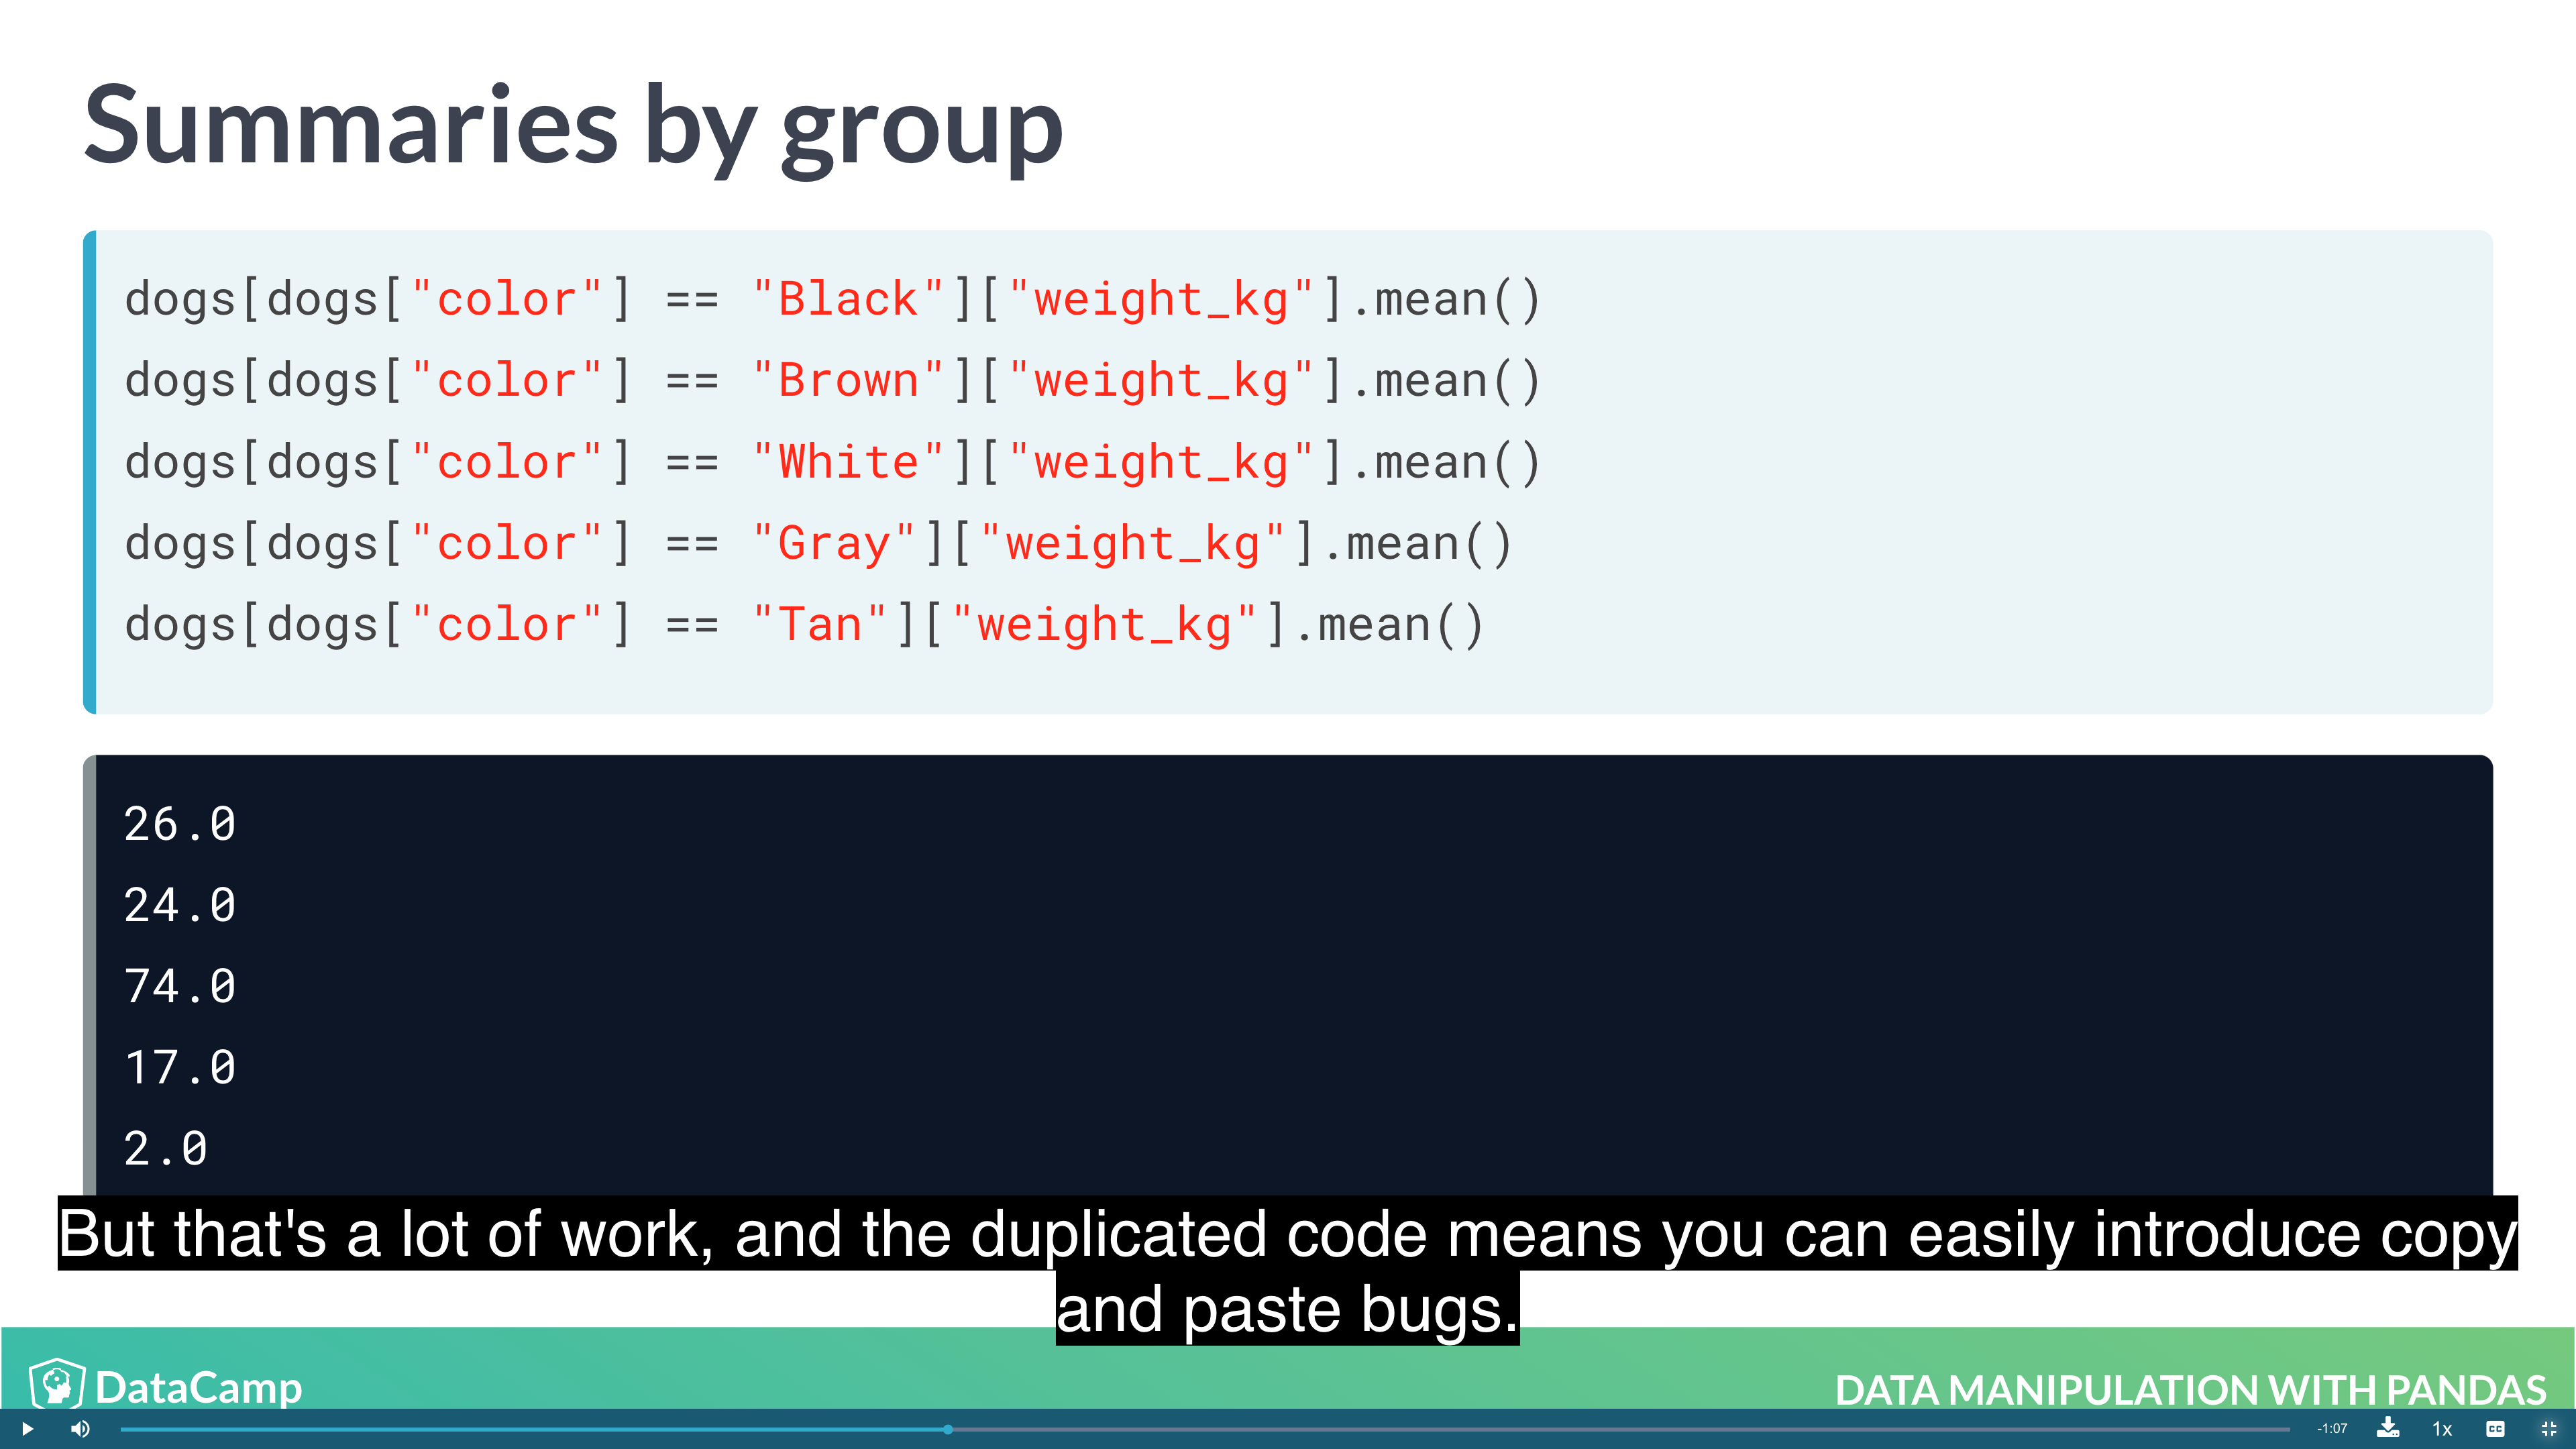 Summaries by group
dogs[dogs["color"] == "Black"]["weight_kg"].mean()
dogs[dogs["color"] == "Brown"]["weight_kg"].mean()
dogs[dogs["color"] == "White"]["weight_kg"].mean()
dogs[dogs["color"] == "Gray"]["weight_kg"].mean()
dogs[dogs["color"] == "Tan"]["weight_kg"].mean()
26.0
24.0
74.0
17.0
2.0
But that's a lot of work, and the duplicated code means you can easily introduce copy
and paste bugs.
DataCamp
DATA MANIPULATION WITH PANDAS
-1:07
1x
CC